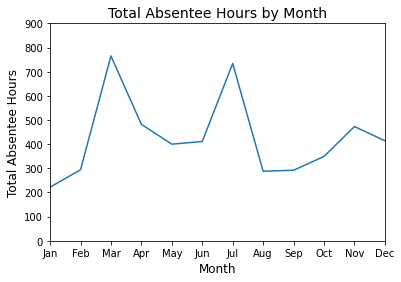 Total Absentee Hours by Month
Total Absentee Hours
900
800
700
600
500
400
300
200
100
0
Jan Feb Mar Apr May Jun Jul Aug Sep Oct Nov Dec
Month